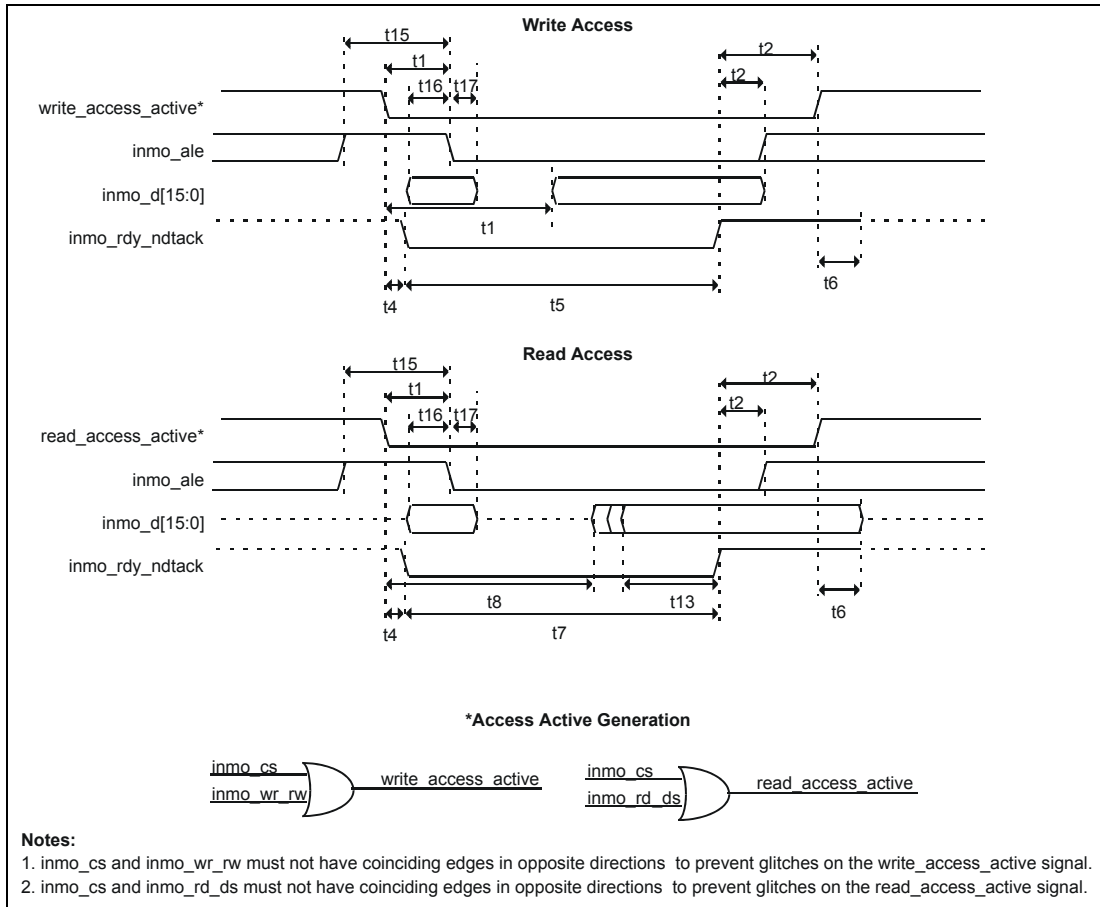 Write Access
t15
t2
t1
t2
t16 t17
write_access_active*
inmo_ale
inmo_d[15:0]
t1
inmo_rdy_ndtack
t4
t5
t6
Read Access
t15
t2
t1
t2
t16 t17
read_access_active*
inmo_ale
inmo_d[15:0]
inmo_rdy_ndtack
t8
t13
t6
t4
t7
*Access Active Generation
inmo_cs
write_access_active
inmo_wr_rw
inmo_cs
read_access_active
inmo_rd_ds
Notes:
1. inmo_cs and inmo_wr_rw must not have coinciding edges in opposite directions to prevent glitches on the write_access_active signal.
2. inmo_cs and inmo_rd_ds must not have coinciding edges in opposite directions to prevent glitches on the read_access_active signal.